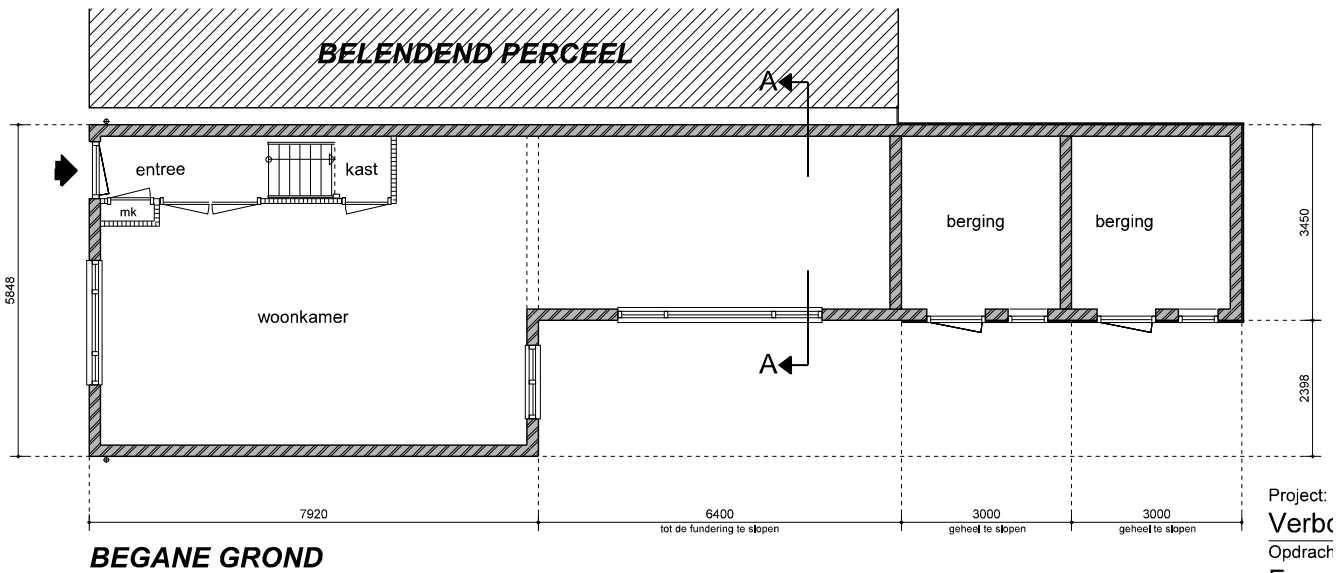 BELENDEND PERCEEL
A
entree
kast
mk
berging
berging
3450
5848
woonkamer
A
2398
7920
6400
3000
3000
tot de fundering te slopen
geheel te slopen
geheel te slopen
Project:
BEGANE GROND